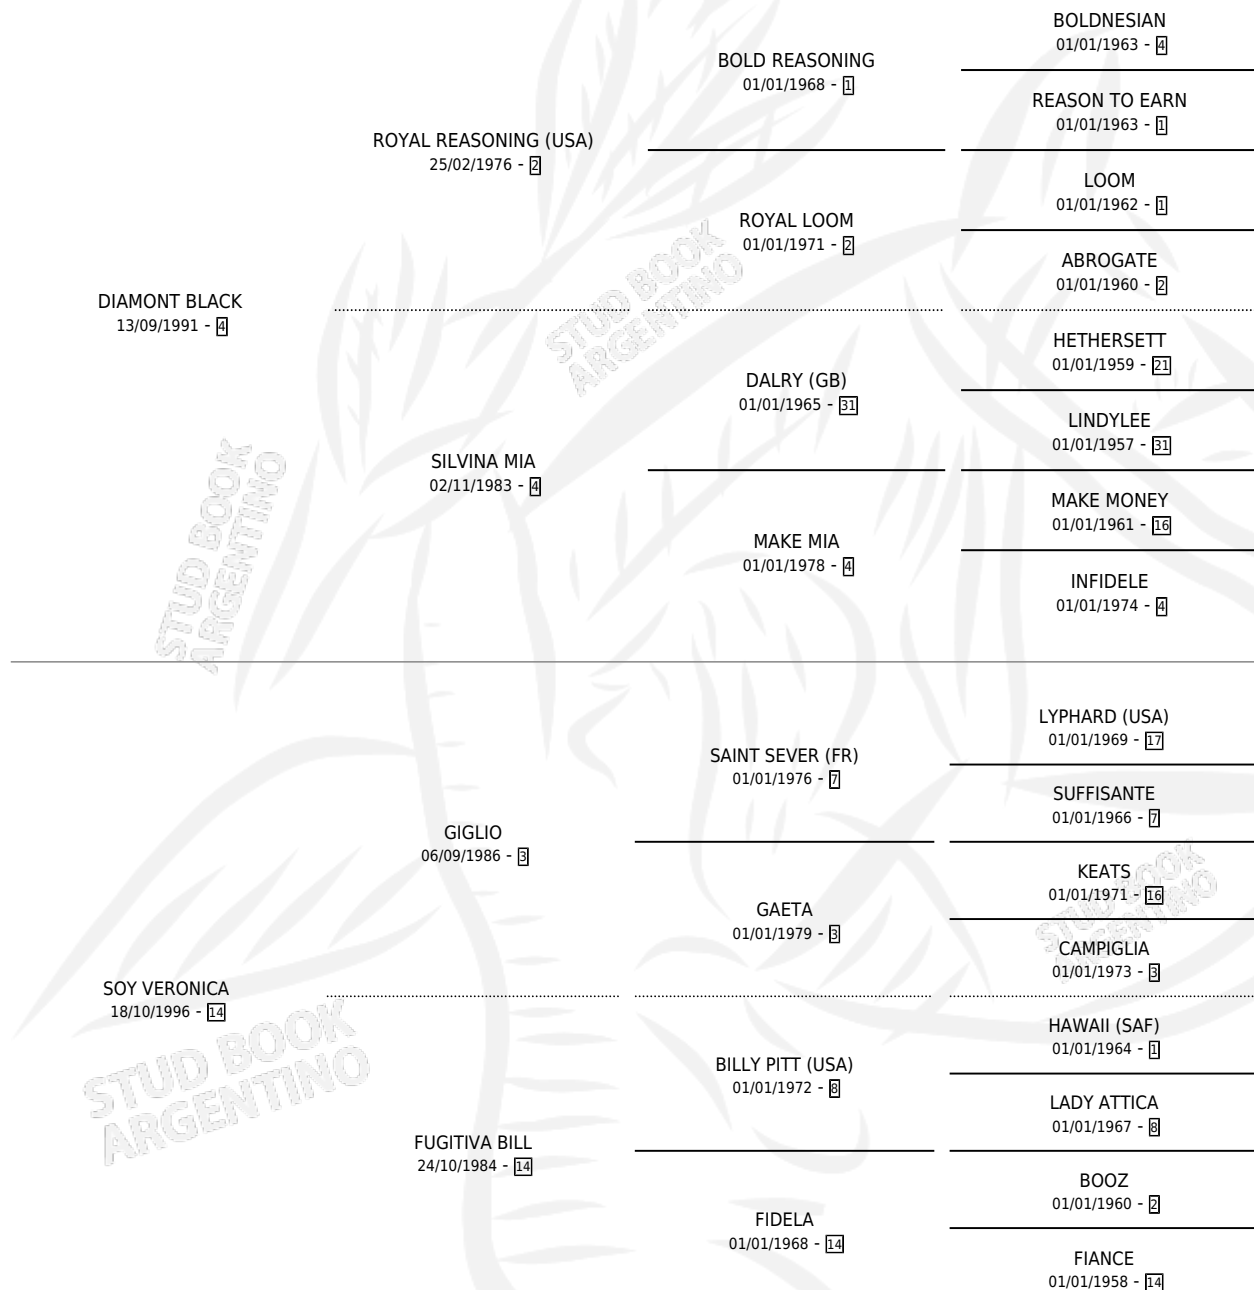 BOLDNESIAN
01/01/1963 - 4
BOLD REASONING
01/01/1968 - 1
REASON TO EARN
01/01/1963 - 1
ROYAL REASONING (USA)
25/02/1976 - 2
LOOM
01/01/1962 - 1
ROYAL LOOM
01/01/1971 - 2
ABROGATE
01/01/1960 - 2
DIAMONT BLACK
13/09/1991 - 4
HETHERSETT
01/01/1959 - 21
DALRY (GB)
01/01/1965 - 31
LINDYLEE
01/01/1957 - 31
SILVINA MIA
02/11/1983 - 4
MAKE MONEY
01/01/1961 - 16
MAKE MIA
01/01/1978 - 4
INFIDELE
01/01/1974 - 4
LYPHARD (USA)
01/01/1969 - 17
SAINT SEVER (FR)
01/01/1976 - 7
SUFFISANTE
01/01/1966 - 7
GIGLIO
06/09/1986 - 3
KEATS
01/01/1971 - 16
GAETA
01/01/1979 - 3
CAMPIGLIA
01/01/1973 - 3
SOY VERONICA
18/10/1996 - 14
HAWAII (SAF)
01/01/1964 - 1
BILLY PITT (USA)
01/01/1972 - 8
LADY ATTICA
01/01/1967 - 8
FUGITIVA BILL
24/10/1984 - 14
BOOZ
01/01/1960 - 2
FIDELA
01/01/1968 - 14
FIANCE
01/01/1958 - 14
STUD BOOK
ARGENTINO
STUD BOOK
ARGENTINO
STUD BOOK
ARGENTINO
STUD BOOK
ARGENTINO